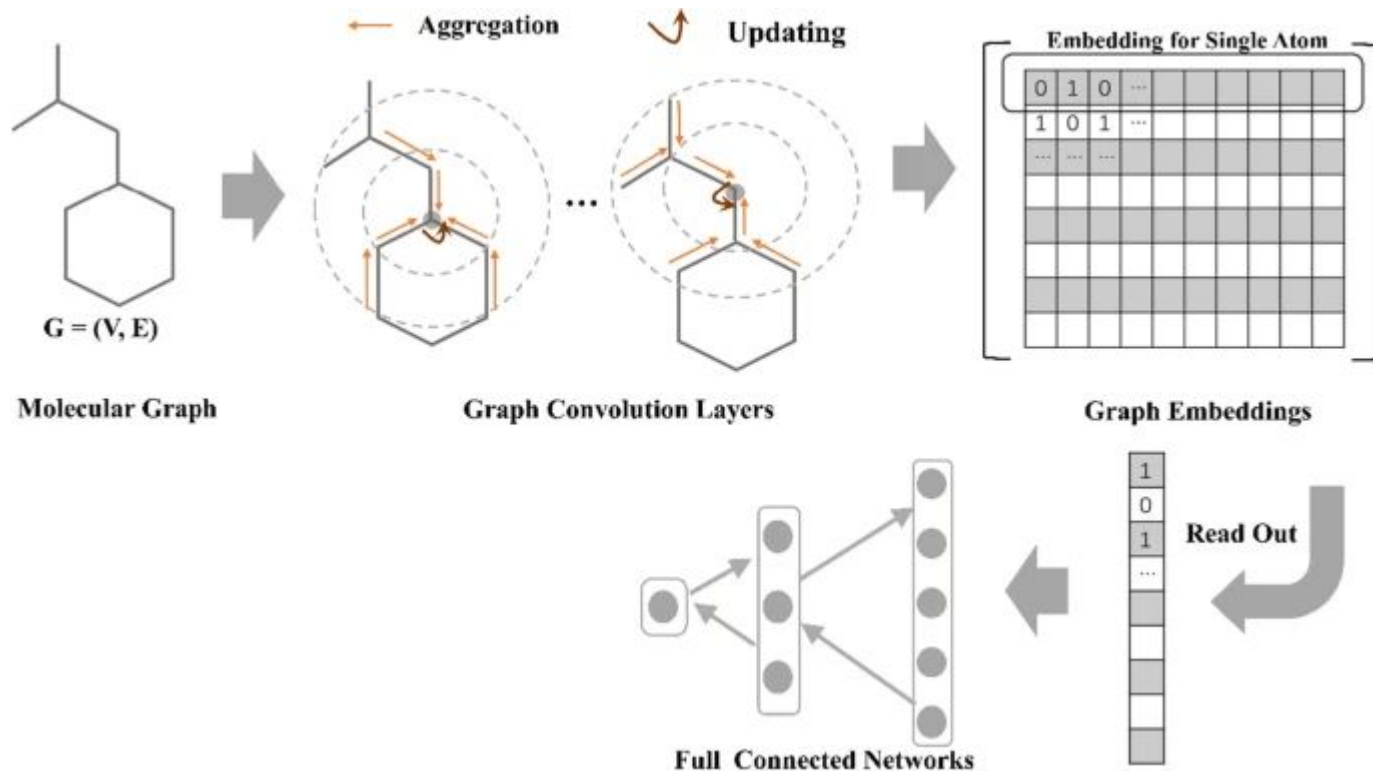 Aggregation
Updating
Embedding for Single Atom
0 1 0 ...
1 0 1 ...
... ... ...
...
G = (V, E)
Molecular Graph
Graph Convolution Layers
Graph Embeddings
1
0
1
...
Read Out
Full Connected Networks